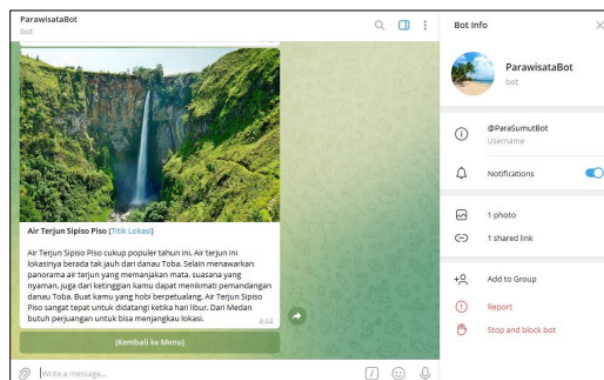 ParawisataBot
bot
Air Terjun Sipiso Piso (Titik Lokasi)
Air Terjun Sipiso Piso cukup populer tahun ini. Air terjun ini
lokasinya berada tak jauh dari danau Toba. Selain menawarkan
panorama air terjun yang memanjakan mata, suasana yang
nyaman, juga dari ketinggian kamu dapat menikmati pemandangan
danau Toba. Buat kamu yang hobi berpetualang, Air Terjun Sipiso
Piso sangat tepat untuk didatangi ketika hari libur. Dari Medan
butuh perjuangan untuk bisa menjangkau lokasi.
4:44
(Kembali ke Menu)
Write a message...
Bot Info
ParawisataBot
bot
@ParaSumutBot
Username
Notifications
1 photo
1 shared link
Add to Group
Report
Stop and block bot